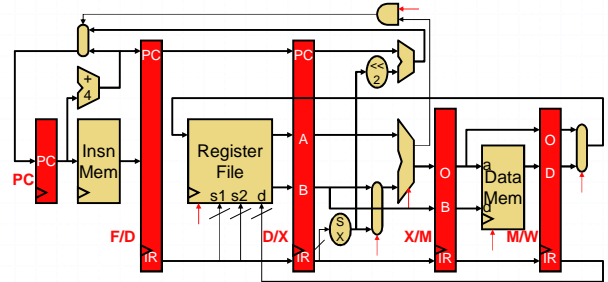 PC
PC
<<
2
+
4
PC
Insn
Mem
Register
File
A
B
O
B
a
d
Data
Mem
O
D
s1 s2 d
S
X
PC
F/D
D/X
X/M
M/W
IR
IR
IR
IR